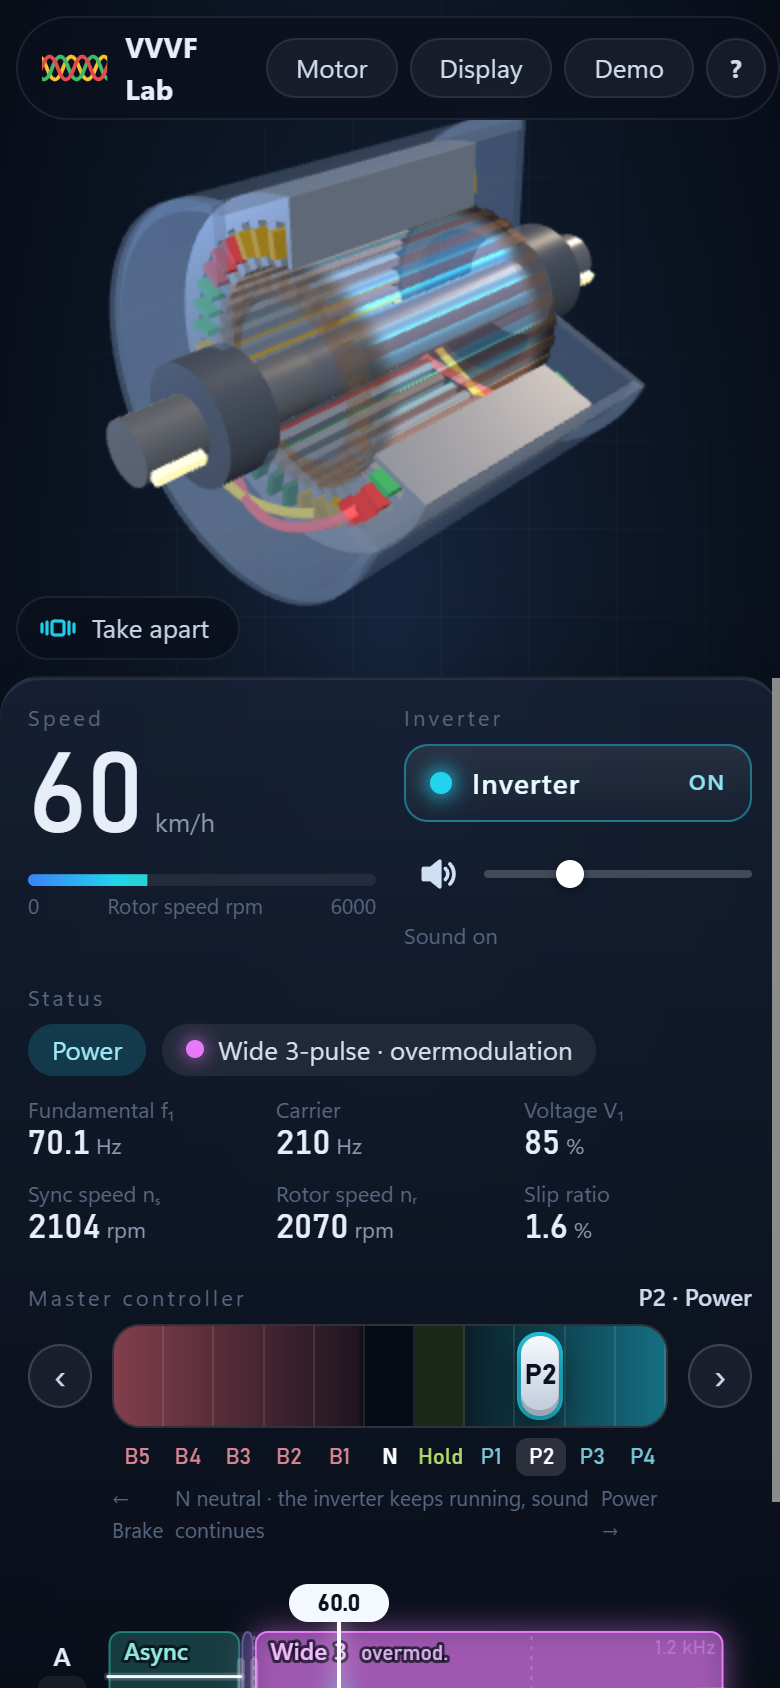 VVVF
Lab
Motor
Display
Demo
?
Take apart
Speed
60 km/h
0 Rotor speed rpm 6000
Inverter
Inverter ON
Sound on
Status
Power
Wide 3-pulse · overmodulation
Fundamental f₁ Carrier Voltage V₁
70.1 Hz 210 Hz 85 %
Sync speed nₛ Rotor speed nᵣ Slip ratio
2104 rpm 2070 rpm 1.6 %
Master controller P2 · Power
‹ P2 ›
B5 B4 B3 B2 B1 N Hold P1 P2 P3 P4
← N neutral · the inverter keeps running, sound Power
Brake continues →
60.0
A Async Wide 3 overmod. 1.2 kHz